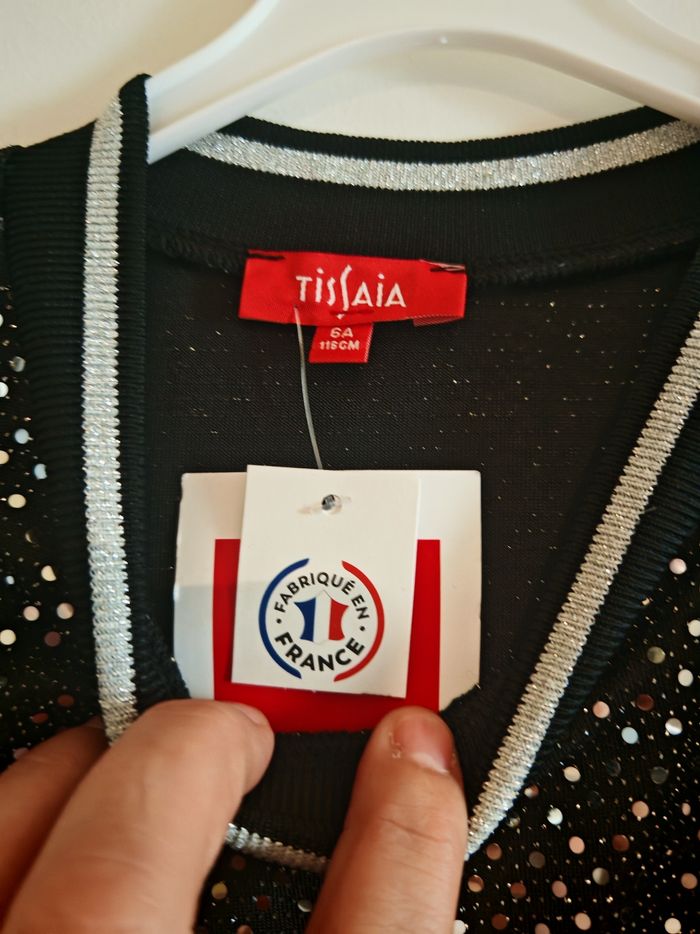 TISSAIA
6A
116CM
FABRIQUÉ EN
FRANCE